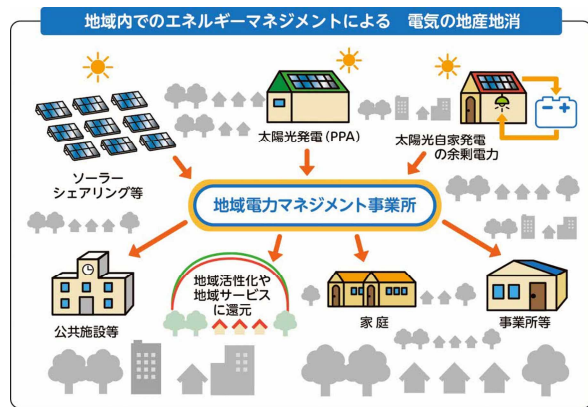 地域内でのエネルギーマネジメントによる　電気の地産地消
太陽光発電(PPA)
太陽光自家発電
の余剰電力
ソーラー
シェアリング等
地域電力マネジメント事業所
公共施設等
地域活性化や
地域サービス
に還元
家庭
事業所等